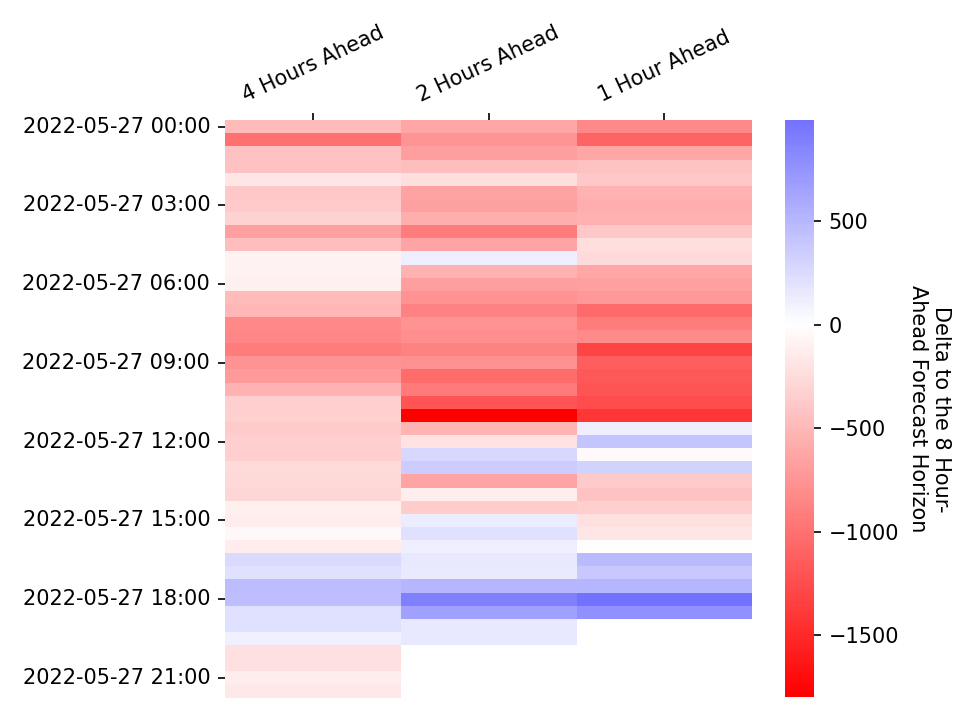 4 Hours Ahead
2 Hours Ahead
1 Hour Ahead
2022-05-27 00:00
2022-05-27 03:00
2022-05-27 06:00
2022-05-27 09:00
2022-05-27 12:00
2022-05-27 15:00
2022-05-27 18:00
2022-05-27 21:00
500
0
−500
−1000
−1500
Delta to the 8 Hour-
Ahead Forecast Horizon